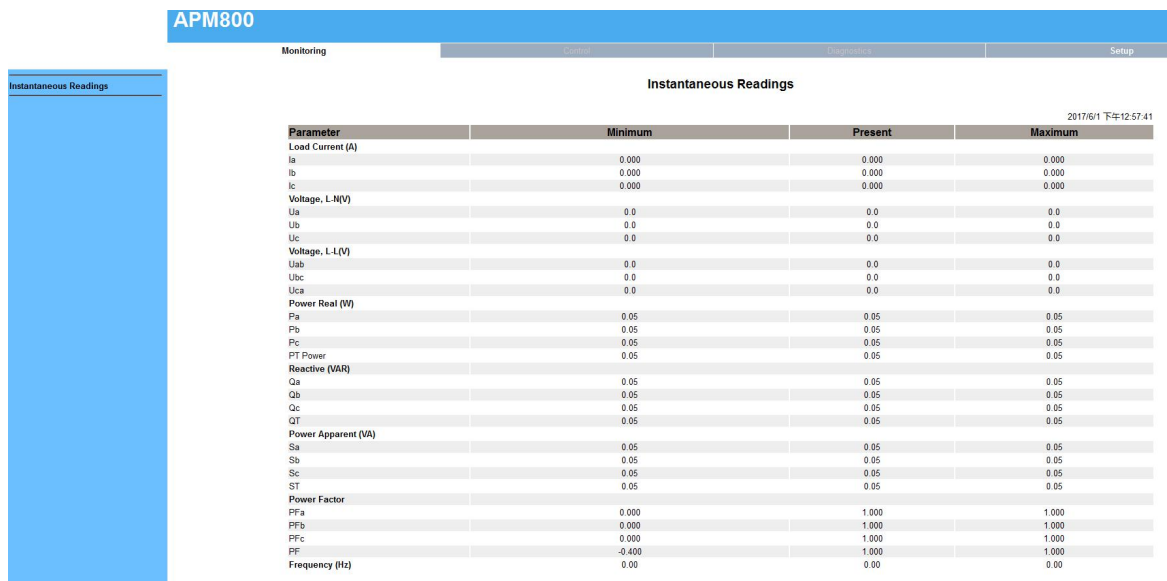 APM800
Monitoring Control Diagnostics Setup
Instantaneous Readings
Instantaneous Readings
2017/6/1 下午12:57:41
Parameter Minimum Present Maximum
Load Current (A)
Ia 0.000 0.000 0.000
Ib 0.000 0.000 0.000
Ic 0.000 0.000 0.000
Voltage, L-N(V)
Ua 0.0 0.0 0.0
Ub 0.0 0.0 0.0
Uc 0.0 0.0 0.0
Voltage, L-L(V)
Uab 0.0 0.0 0.0
Ubc 0.0 0.0 0.0
Uca 0.0 0.0 0.0
Power Real (W)
Pa 0.05 0.05 0.05
Pb 0.05 0.05 0.05
Pc 0.05 0.05 0.05
PT Power 0.05 0.05 0.05
Reactive (VAR)
Qa 0.05 0.05 0.05
Qb 0.05 0.05 0.05
Qc 0.05 0.05 0.05
QT 0.05 0.05 0.05
Power Apparent (VA)
Sa 0.05 0.05 0.05
Sb 0.05 0.05 0.05
Sc 0.05 0.05 0.05
ST 0.05 0.05 0.05
Power Factor
PFa 0.000 1.000 1.000
PFb 0.000 1.000 1.000
PFc 0.000 1.000 1.000
PF -0.400 1.000 1.000
Frequency (Hz) 0.00 0.00 0.00